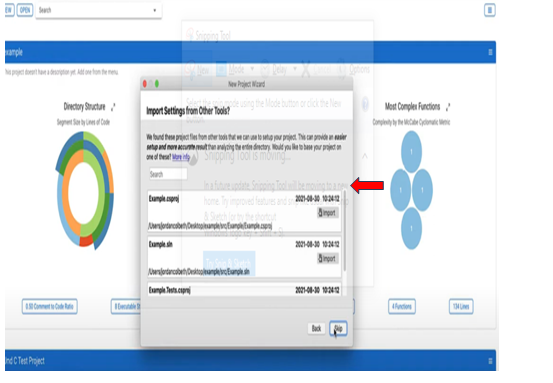 EW OPEN Search
example
This project doesn't have a description yet. Add one from the menu.
Snipping Tool
New Mode Delay Options
Directory Structure
Segment Size by Lines of Code
Most Complex Functions
Complexity by the McCabe Cyclomatic Metric
New Project Wizard
Import Settings from Other Tools?
We found these project files from other tools that we can use to setup your project. This can provide an easier
setup and more accurate result than analyzing the entire directory. Would you like to base your project on
one of these? More info
Select the snip mode using the Mode button or click the New
Snipping Tool is moving...
In a future update, Snipping Tool will be moving to a new
home. Try improved features and
Search
Example.csproj 2021-08-30 10:24:12
Import
/Users/jordancolbeth/Desktop/example/src/Example/Example.csproj
Example.sln 2021-08-30 10:24:12
Import
/Users/jordancolbeth/Desktop/example/src/Example.sln
Example.Tests.csproj 2021-08-30 10:24:12
Try Snip & Sketch
0.50 Comment to Code Ratio
8 Executable
4 Functions
134 Lines
Back Skip
nd C Test Project